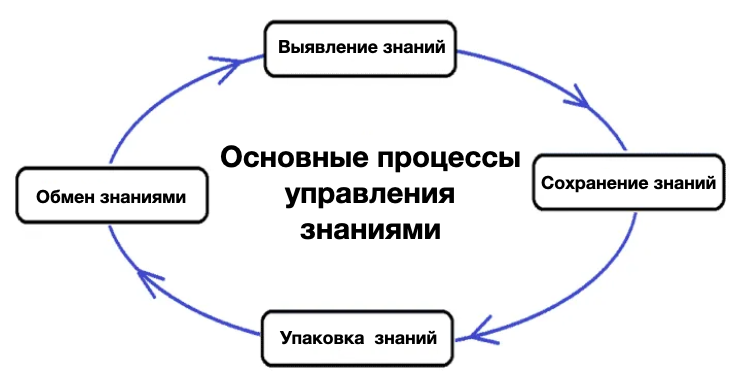 Выявление знаний
Основные процессы
управления
знаниями
Обмен знаниями
Сохранение знаний
Упаковка знаний